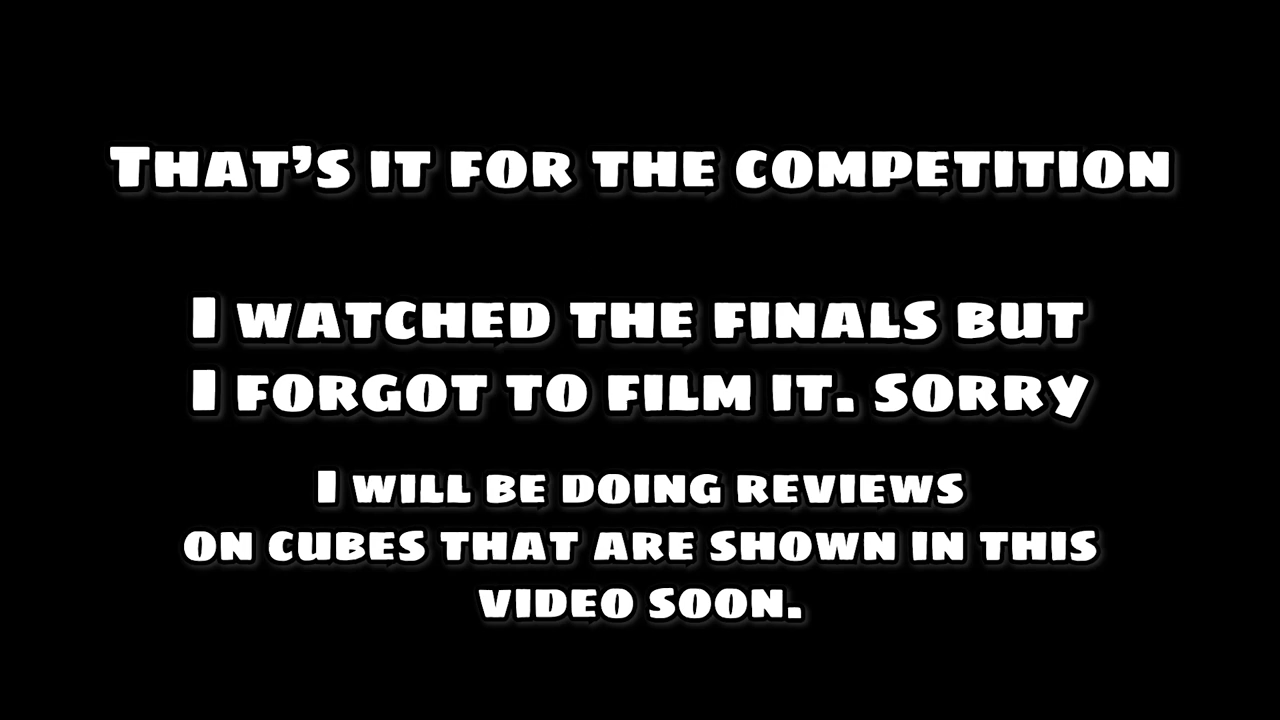 That's it for the competition
I watched the finals but
I forgot to film it. sorry
I will be doing reviews
on cubes that are shown in this
video soon.